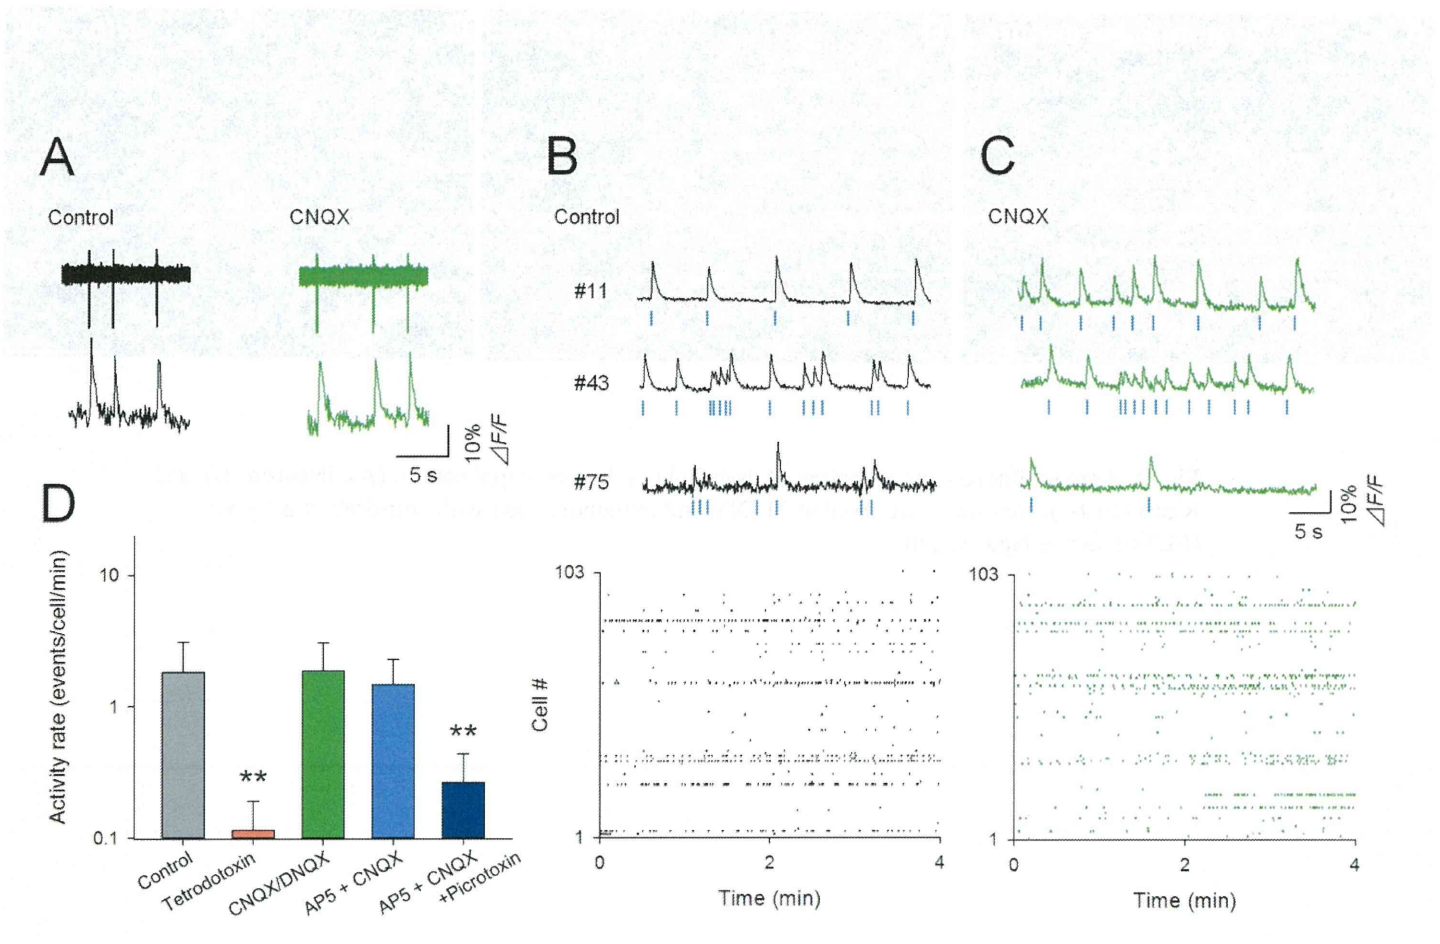 A
Control
CNQX
10%
⊿F/F
5 s
B
Control
#11
#43
#75
103
Cell #
1
0
2
4
Time (min)
C
CNQX
10%
⊿F/F
5 s
103
1
0
2
4
Time (min)
D
Activity rate (events/cell/min)
10
1
0.1
**
**
Control
Tetrodotoxin
CNQX/DNQX
AP5 + CNQX
AP5 + CNQX
+Picrotoxin